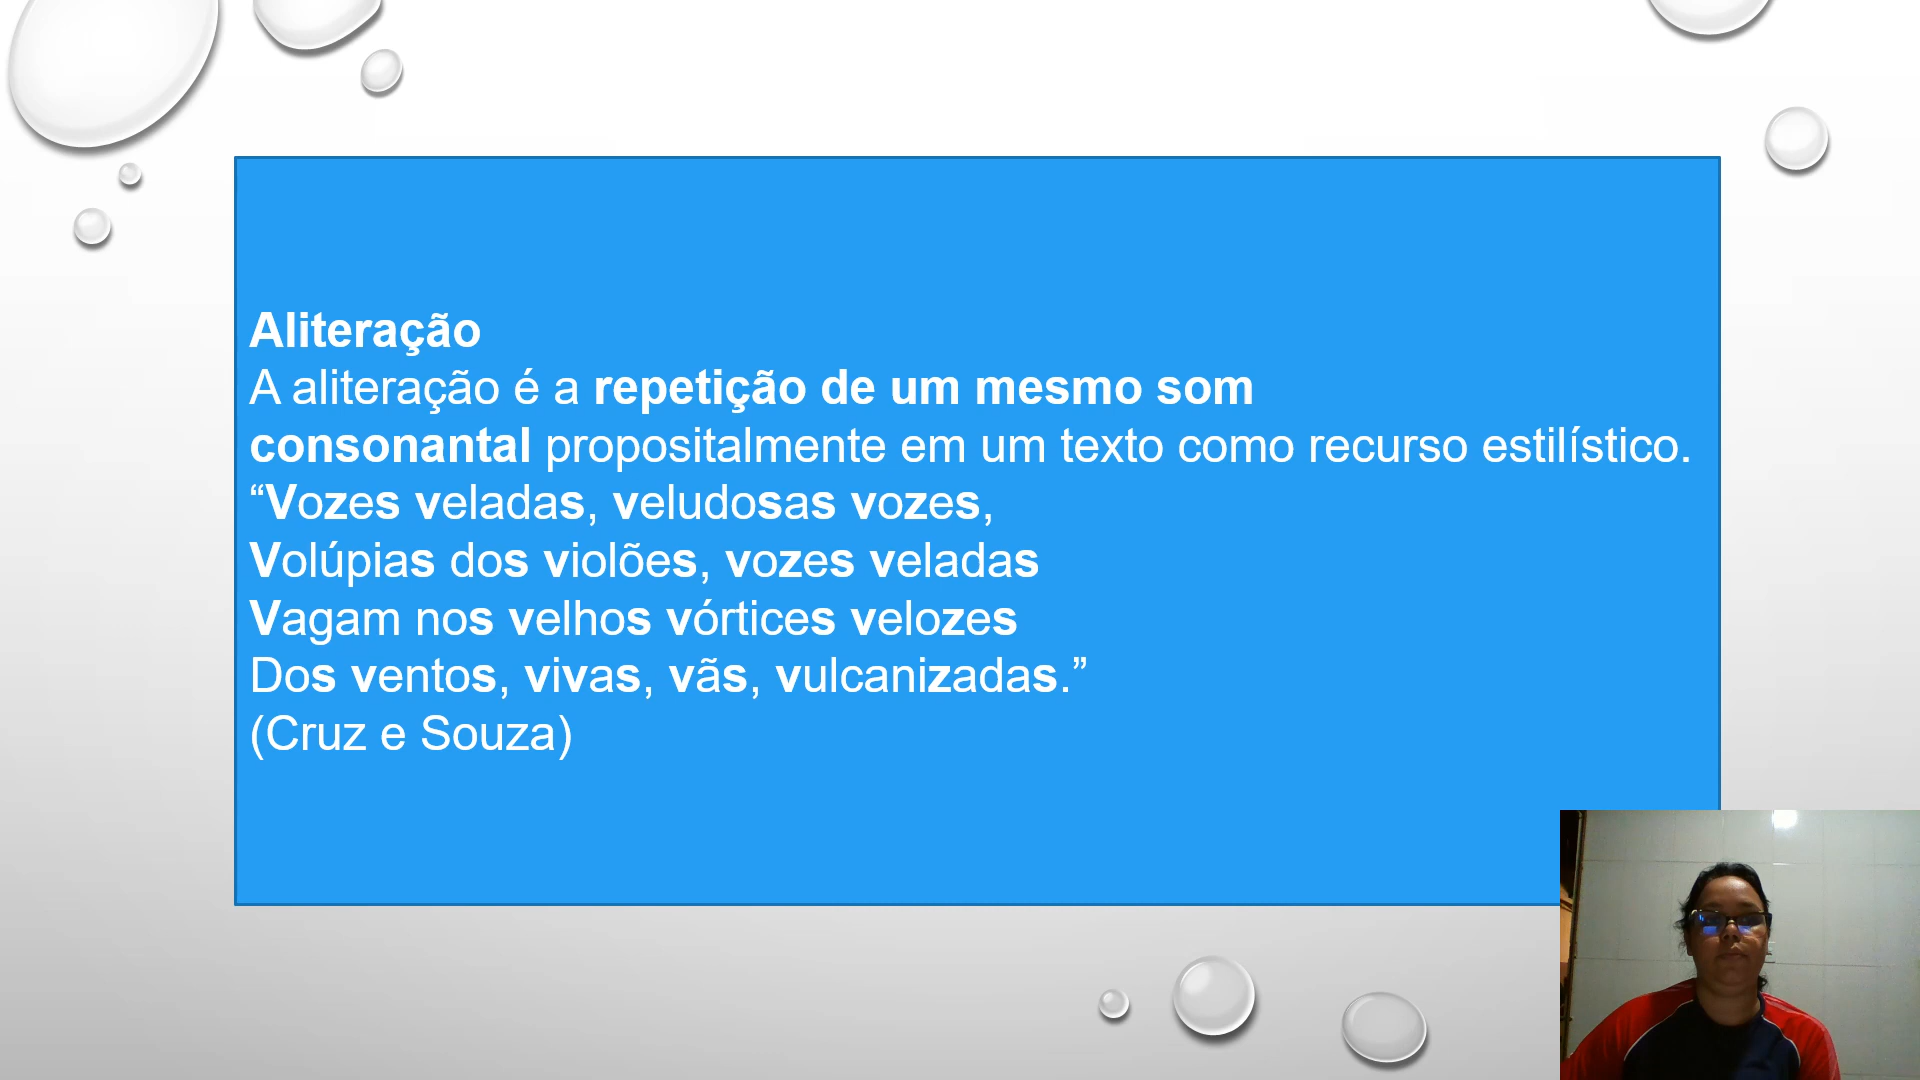 Aliteração
A aliteração é a repetição de um mesmo som
consonantal propositalmente em um texto como recurso estilístico.
“Vozes veladas, veludosas vozes,
Volúpias dos violões, vozes veladas
Vagam nos velhos vórtices velozes
Dos ventos, vivas, vãs, vulcanizadas.”
(Cruz e Souza)